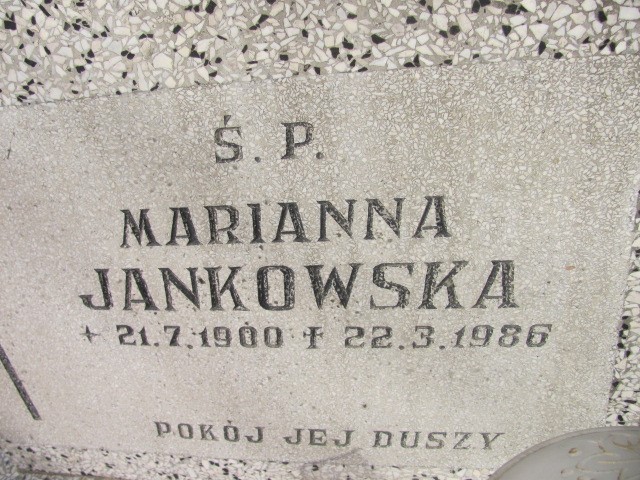 Ś. P.
MARIANNA
JANKOWSKA
+ 21.7.1900 † 22.3.1986
POKÓJ JEJ DUSZY